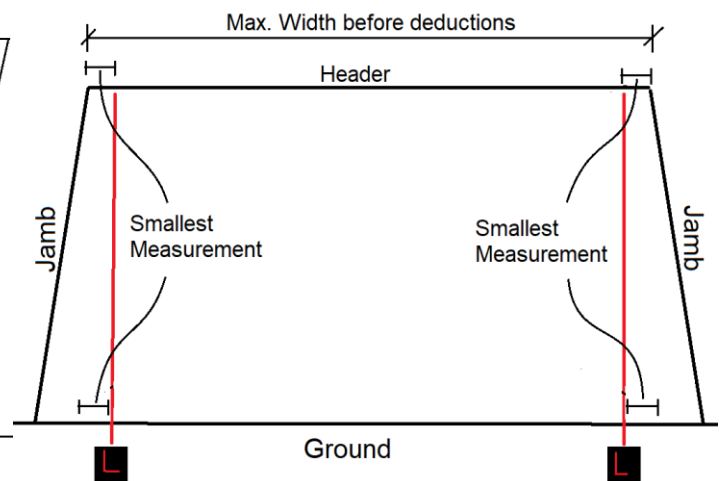 Max. Width before deductions
Header
Jamb
Smallest
Measurement
Smallest
Measurement
Jamb
Ground
L
L